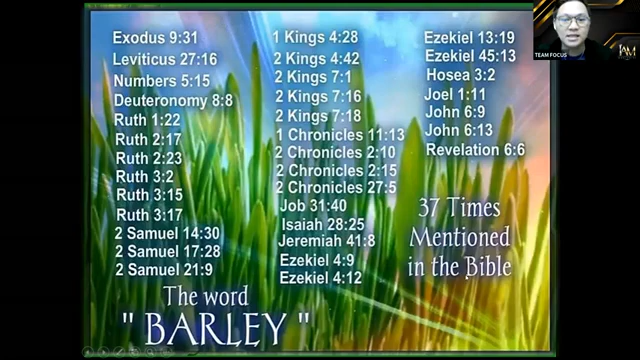 Exodus 9:31
Leviticus 27:16
Numbers 5:15
Deuteronomy 8:8
Ruth 1:22
Ruth 2:17
Ruth 2:23
Ruth 3:2
Ruth 3:15
Ruth 3:17
2 Samuel 14:30
2 Samuel 17:28
2 Samuel 21:9
1 Kings 4:28
2 Kings 4:42
2 Kings 7:1
2 Kings 7:16
2 Kings 7:18
1 Chronicles 11:13
2 Chronicles 2:10
2 Chronicles 2:15
2 Chronicles 27:5
Job 31:40
Isaiah 28:25
Jeremiah 41:8
Ezekiel 4:9
Ezekiel 4:12
Ezekiel 13:19
Ezekiel 45:13
Hosea 3:2
Joel 1:11
John 6:9
John 6:13
Revelation 6:6
37 Times
Mentioned
in the Bible
The word
" BARLEY "
TEAM FOCUS